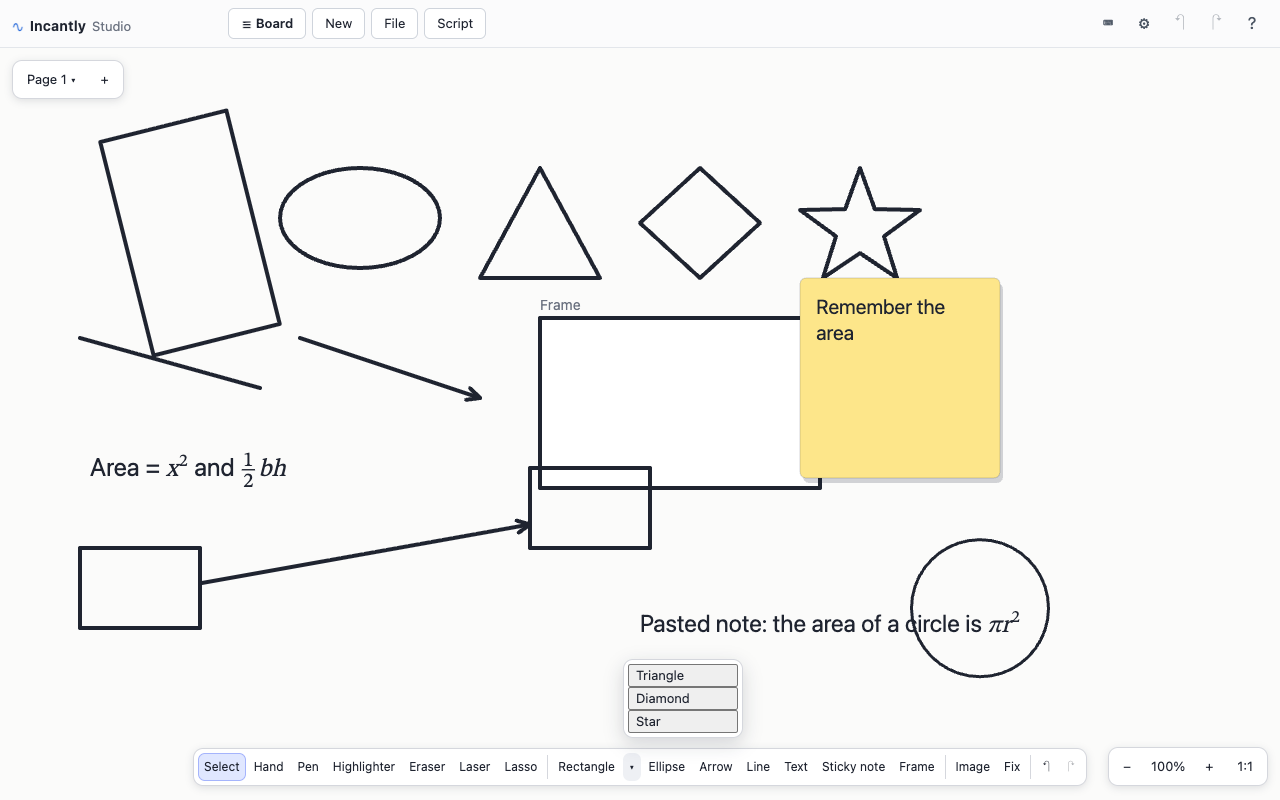 Incantly Studio
≡ Board
New
File
Script
?
Page 1
+
Frame
Remember the
area
Area = x² and 1/2 bh
Pasted note: the area of a circle is πr²
Triangle
Diamond
Star
Select
Hand
Pen
Highlighter
Eraser
Laser
Lasso
Rectangle
Ellipse
Arrow
Line
Text
Sticky note
Frame
Image
Fix
− 100% +
1:1